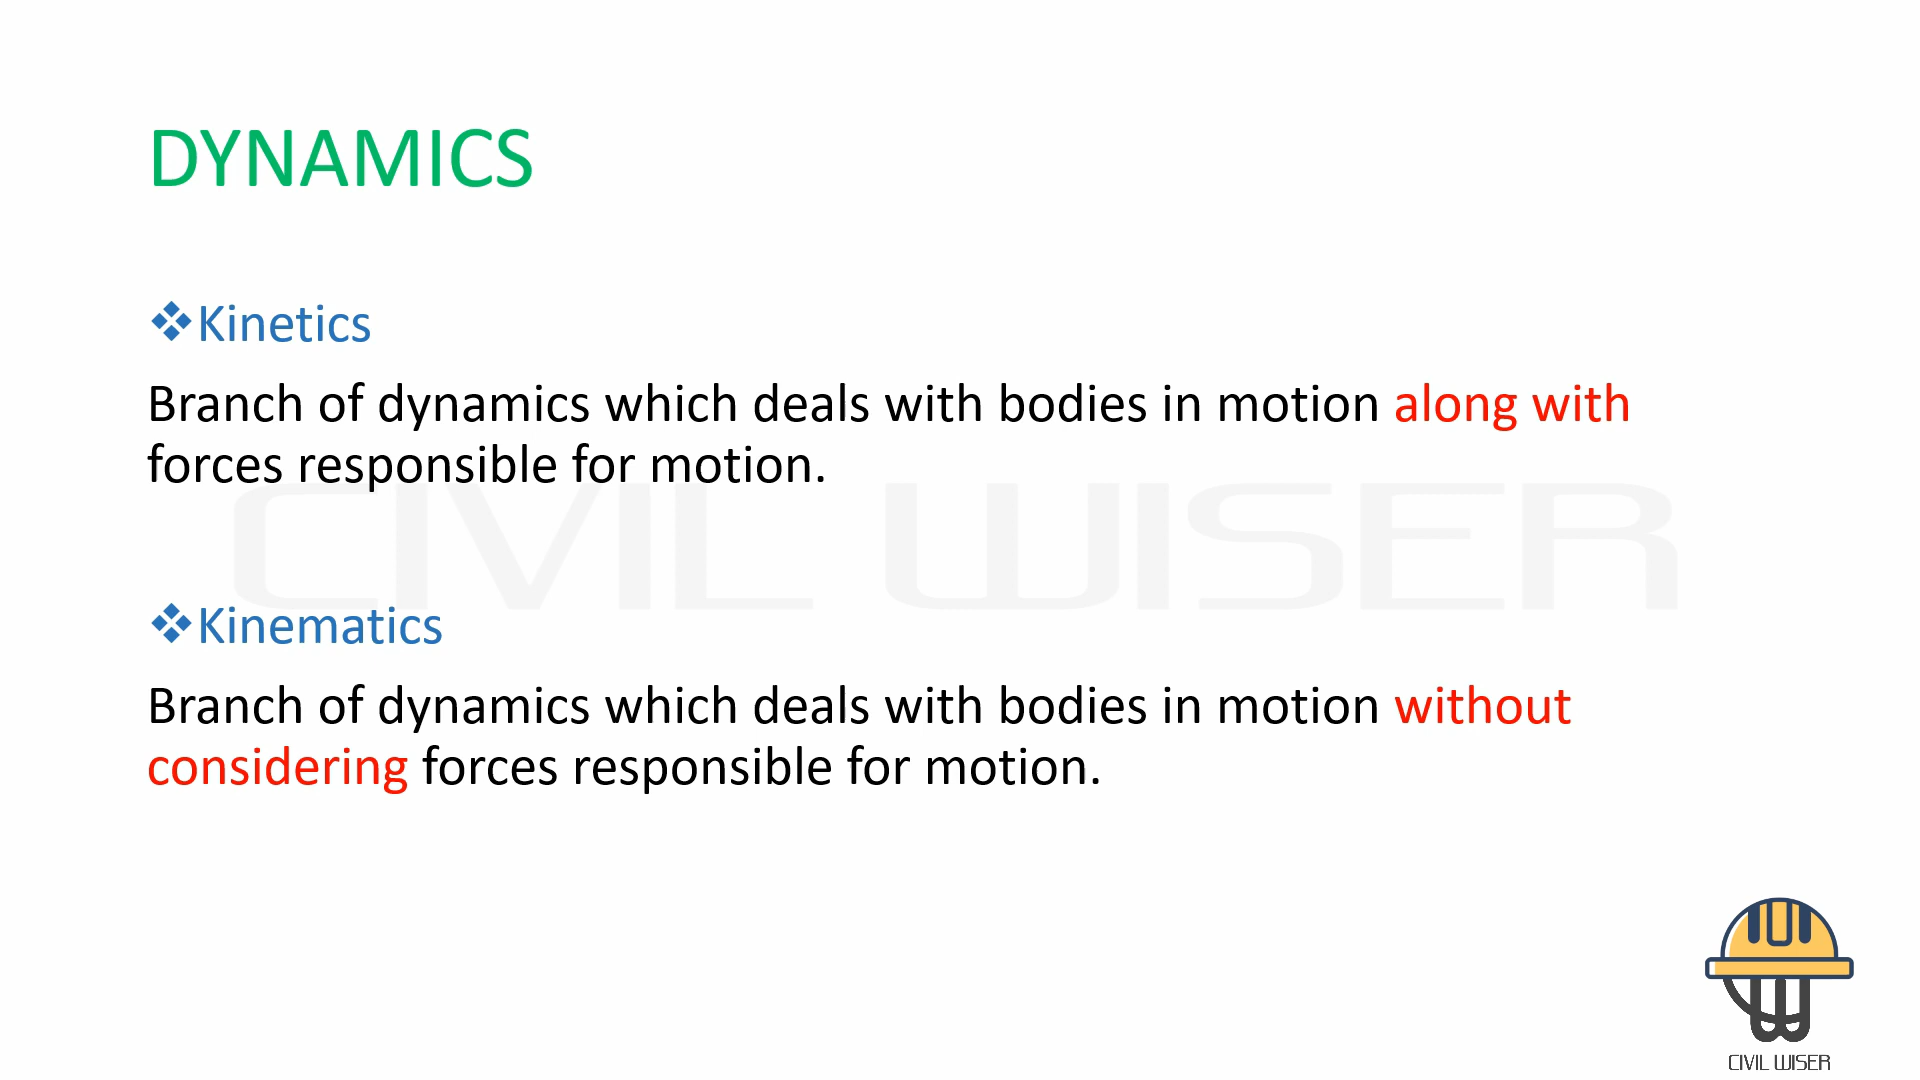 DYNAMICS
❖Kinetics
Branch of dynamics which deals with bodies in motion along with
forces responsible for motion.
CIVIL WISER
❖Kinematics
Branch of dynamics which deals with bodies in motion without
considering forces responsible for motion.
CIVIL WISER